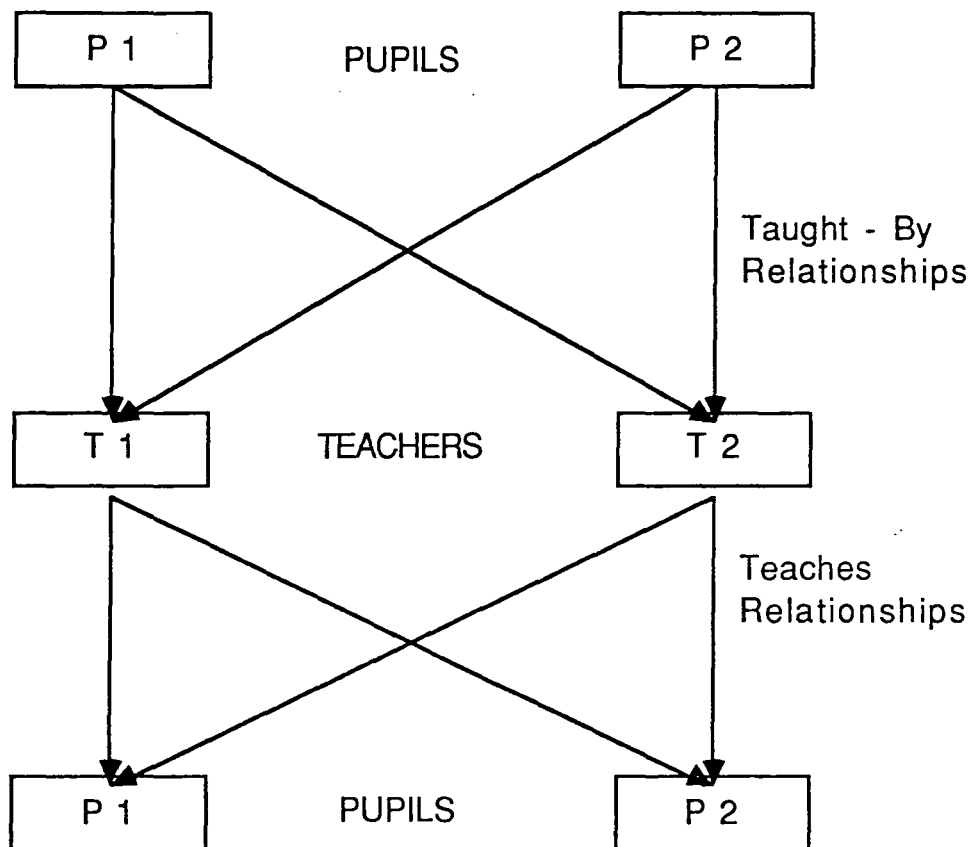 P 1 PUPILS P 2
Taught - By
Relationships
T 1 TEACHERS T 2
Teaches
Relationships
P 1 PUPILS P 2